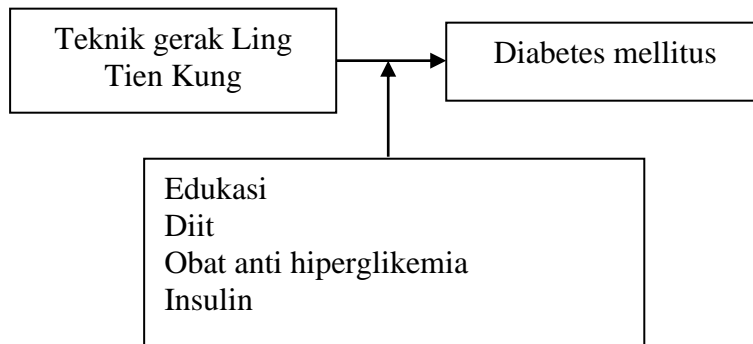 Teknik gerak Ling
Tien Kung
Diabetes mellitus
Edukasi
Diit
Obat anti hiperglikemia
Insulin